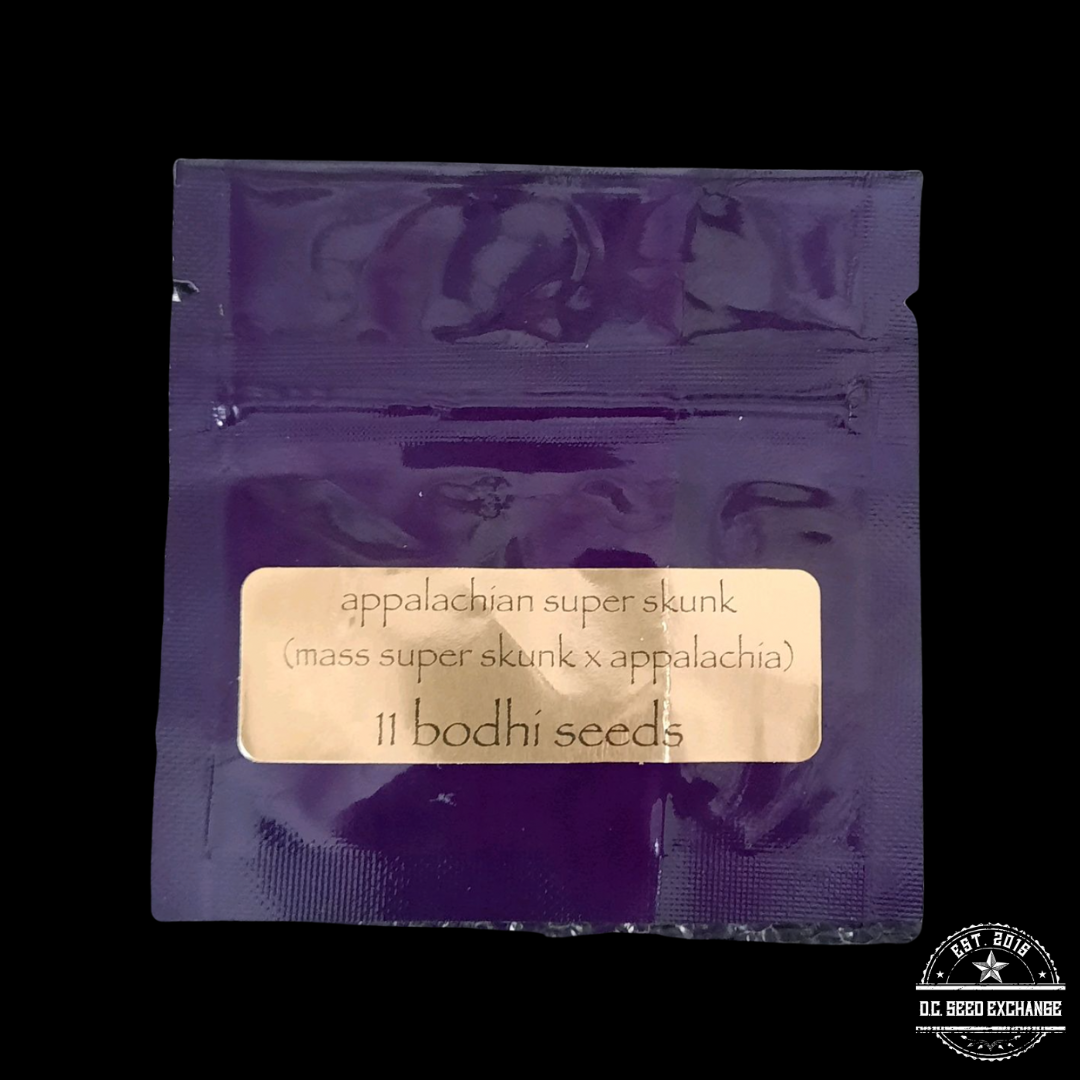 appalachian super skunk
(mass super skunk x appalachia)
11 bodhi seeds
EST. 2018
D.C. SEED EXCHANGE